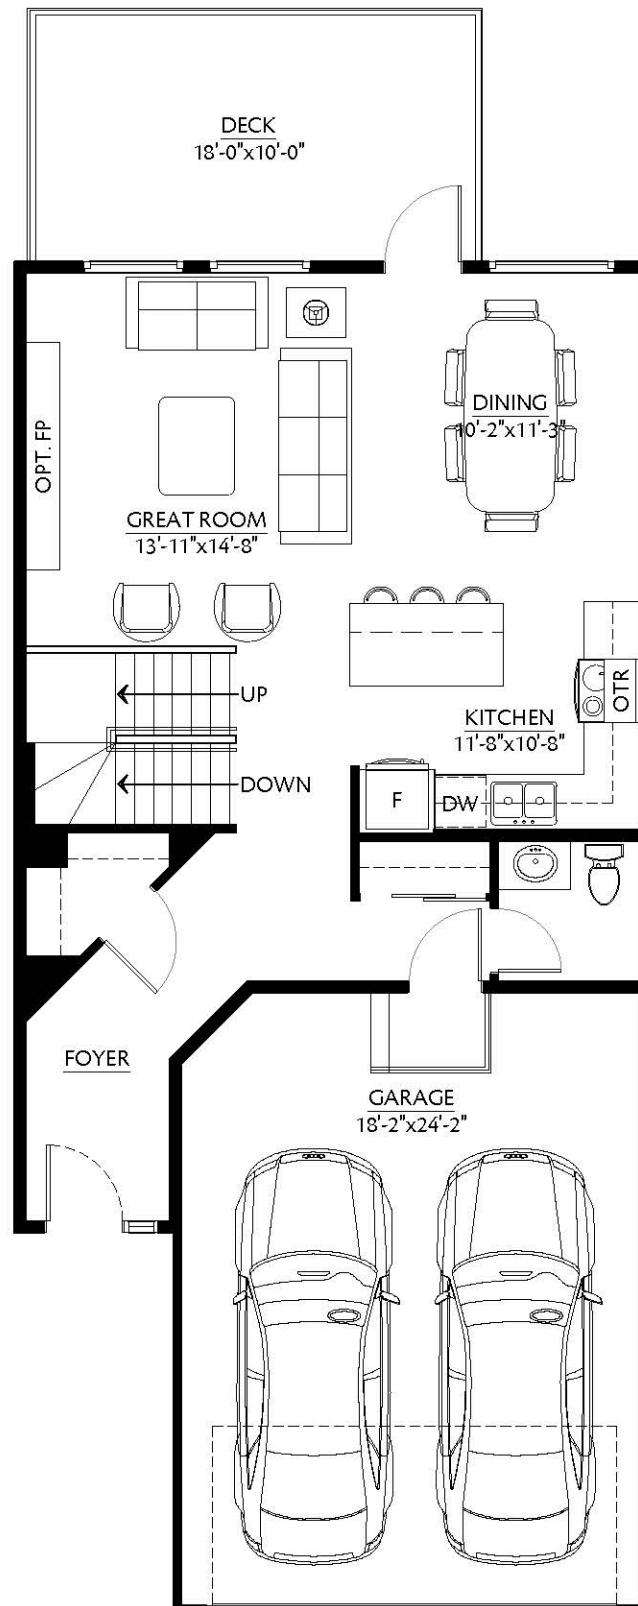 DECK
18'-0"x10'-0"
DINING
10'-2"x11'-3"
OPT. FP
GREAT ROOM
13'-11"x14'-8"
UP
OTR
KITCHEN
11'-8"x10'-8"
DOWN
F
DW
FOYER
GARAGE
18'-2"x24'-2"